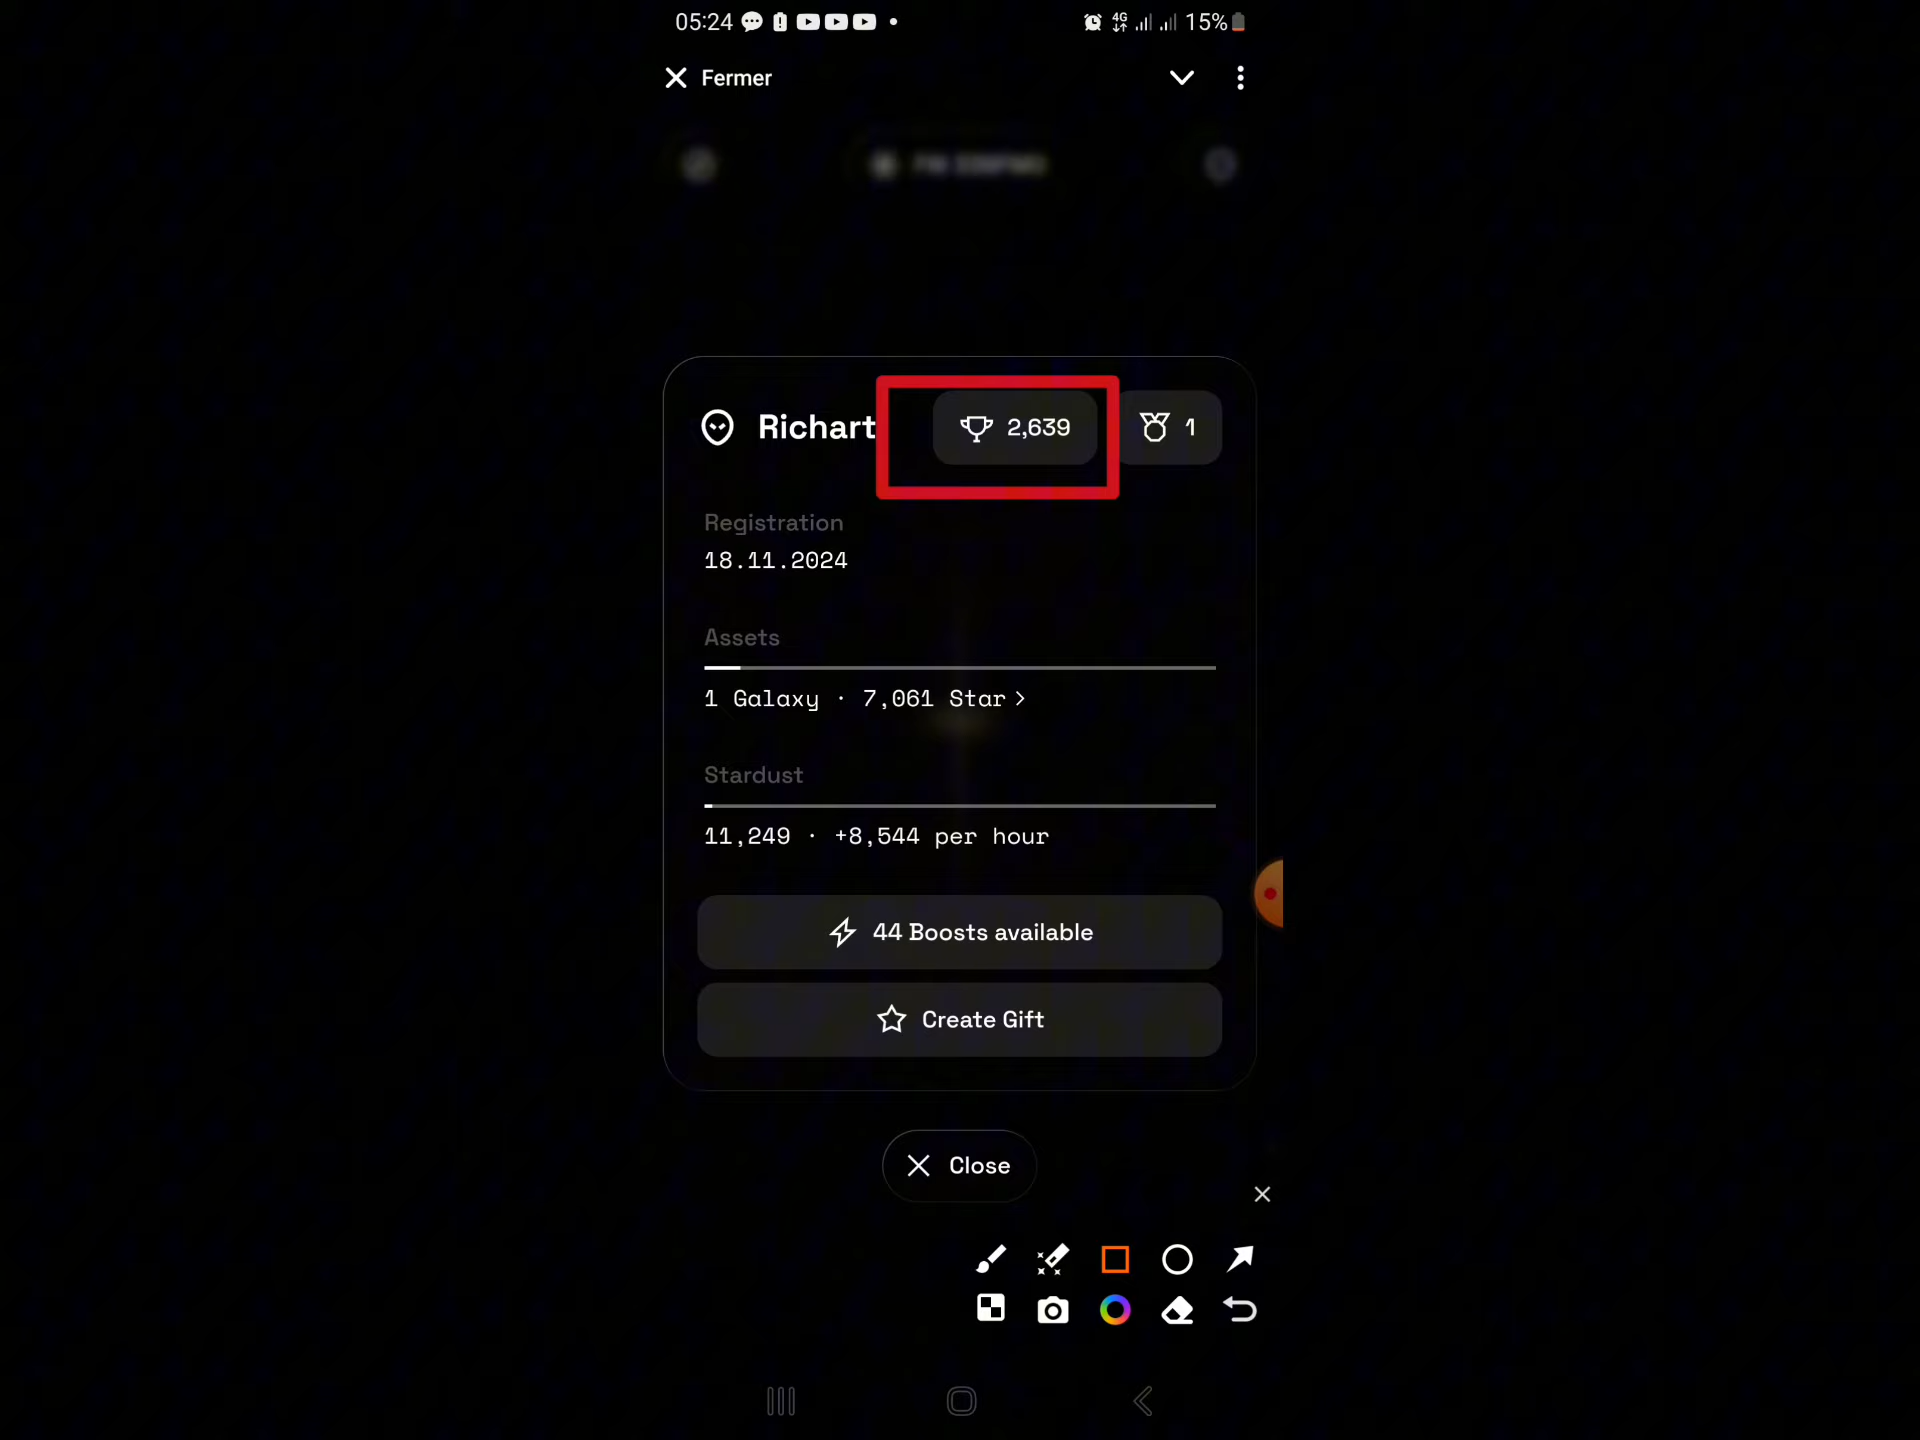 05:24 4G 15%
Fermer
Richart 2,639 1
Registration
18.11.2024
Assets
1 Galaxy · 7,061 Star >
Stardust
11,249 · +8,544 per hour
44 Boosts available
Create Gift
Close